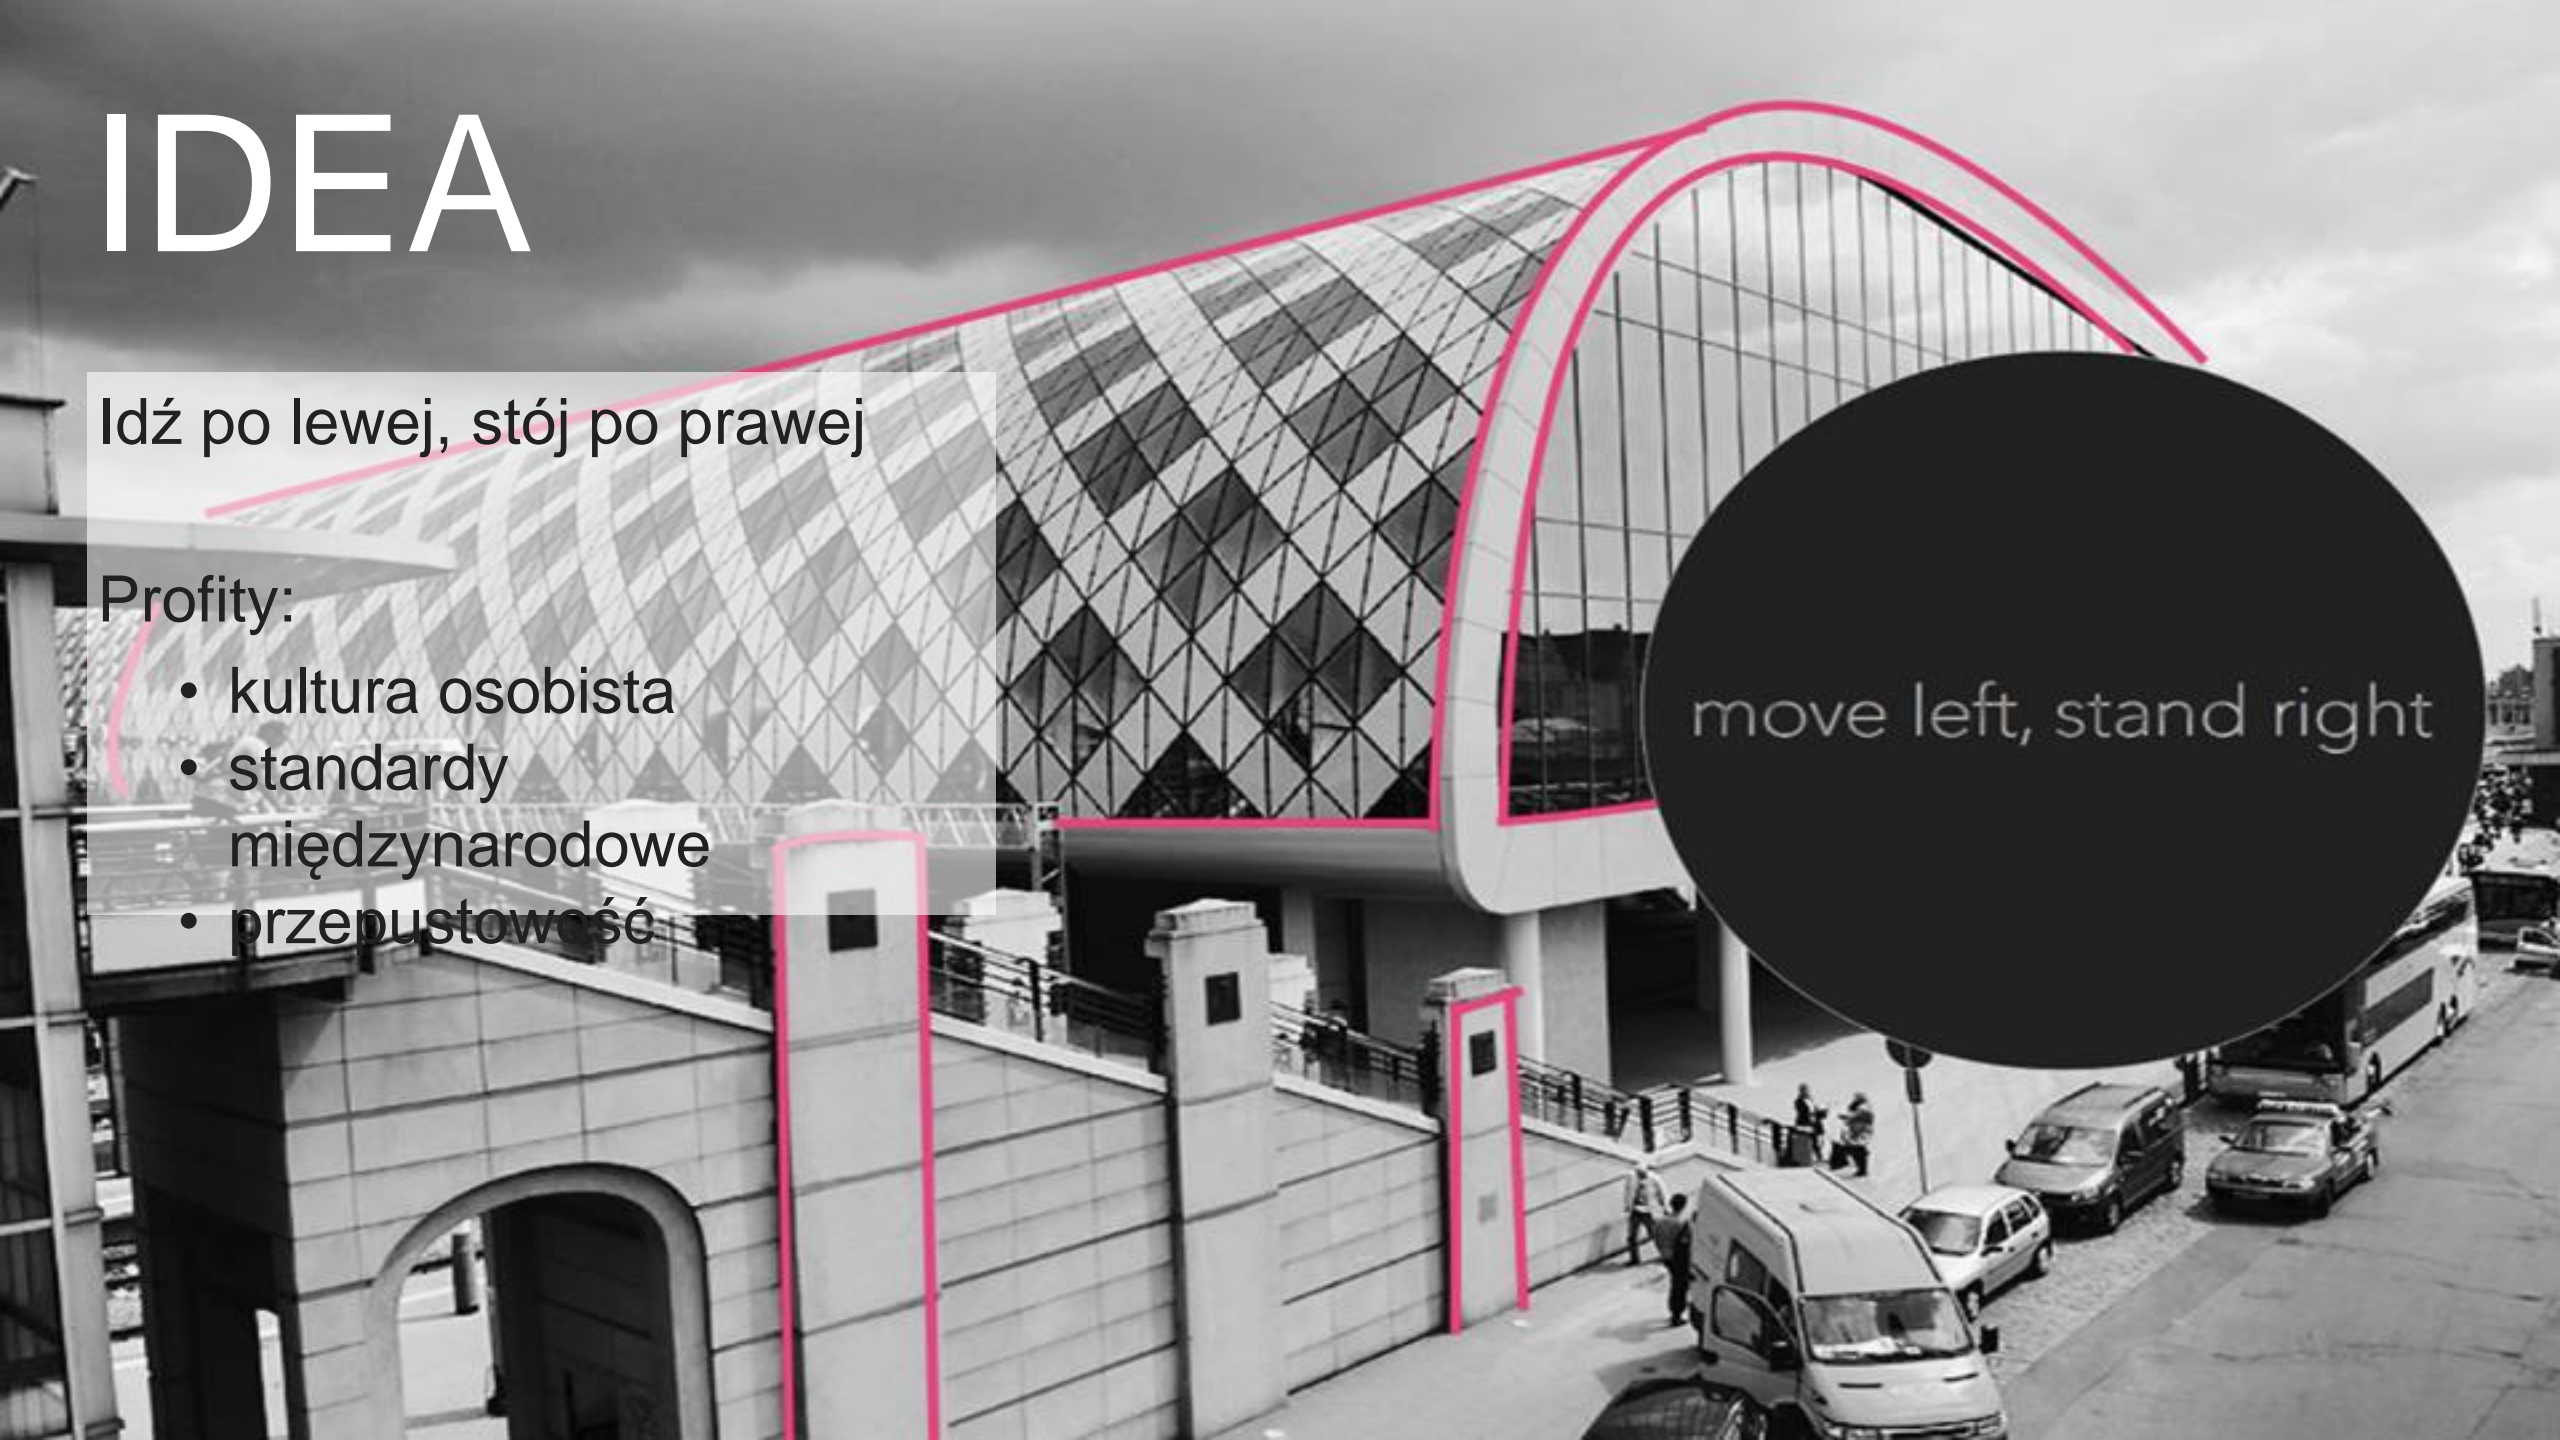 IDEA
Idź po lewej, stój po prawej
Profity:
• kultura osobista
• standardy
międzynarodowe
• przepustowość
move left, stand right